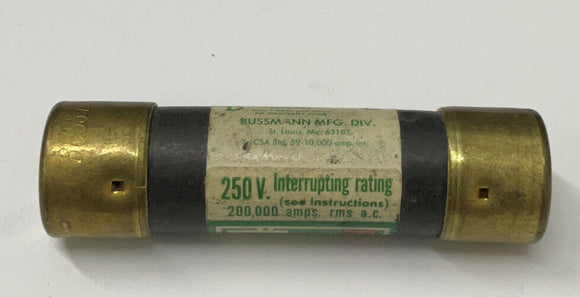 BUSSMANN MFG. DIV.
St. Louis, Mo. 63107
CSA Std. 59-10,000 amp. int.
250 V. Interrupting rating
(see instructions)
200,000 amps. rms a.c.